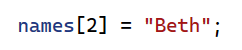 names[2] = "Beth";